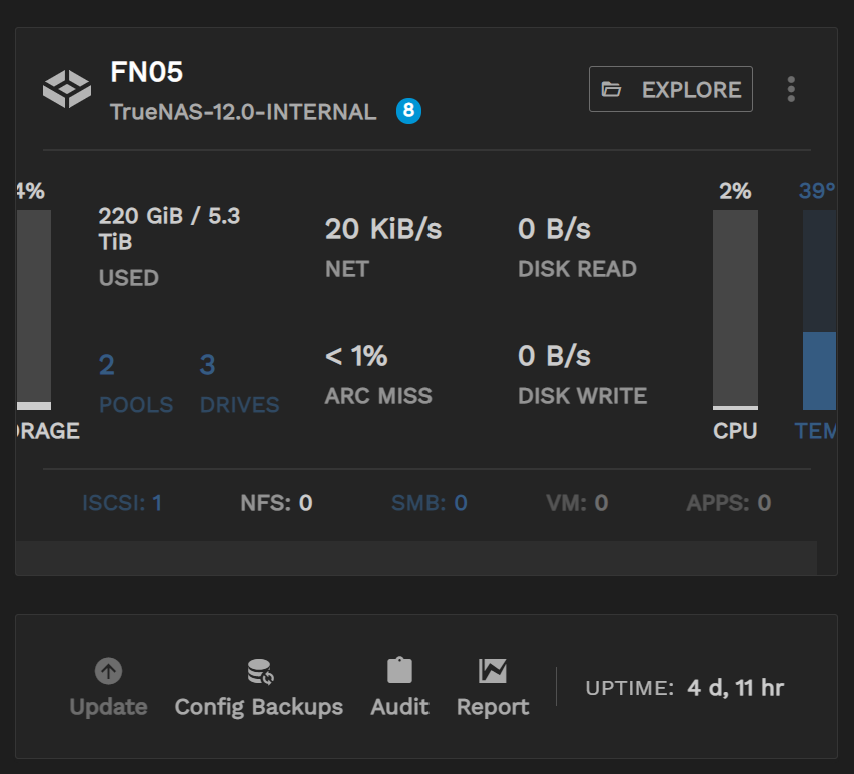 FN05
TrueNAS-12.0-INTERNAL 8
EXPLORE
4%
220 GiB / 5.3
TiB
USED
20 KiB/s
NET
0 B/s
DISK READ
2%
39°
2
POOLS
3
DRIVES
< 1%
ARC MISS
0 B/s
DISK WRITE
RAGE
CPU
TEM
ISCSI: 1 NFS: 0 SMB: 0 VM: 0 APPS: 0
Update Config Backups Audit Report
UPTIME: 4 d, 11 hr